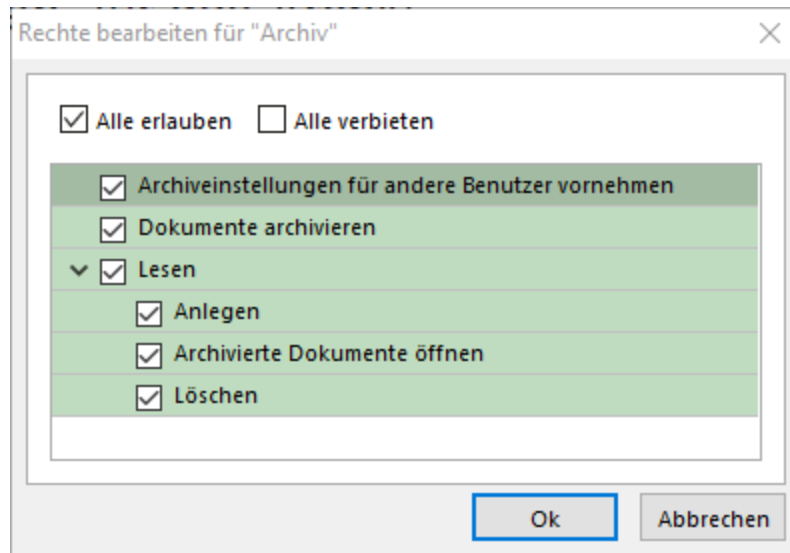 Rechte bearbeiten für "Archiv"
Alle erlauben Alle verbieten
Archiveinstellungen für andere Benutzer vornehmen
Dokumente archivieren
Lesen
Anlegen
Archivierte Dokumente öffnen
Löschen
Ok Abbrechen